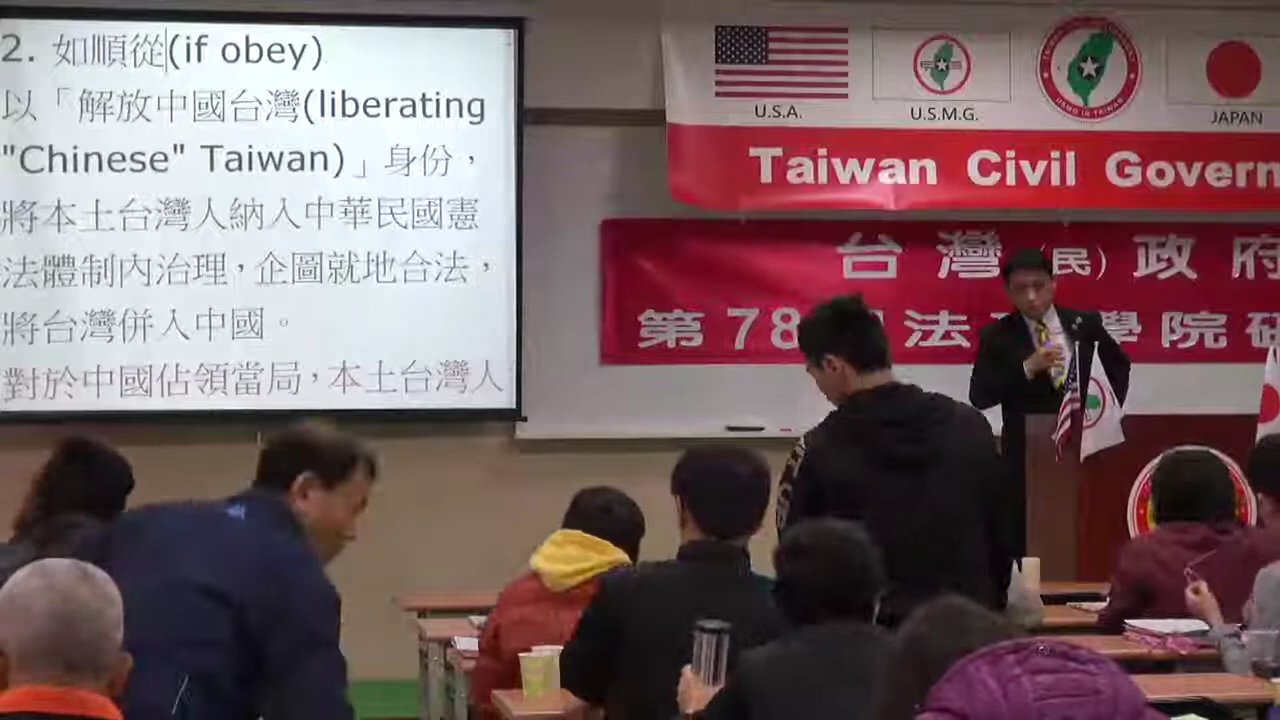 2. 如順從(if obey)
以「解放中國台灣(liberating
"Chinese" Taiwan)」身份，
將本土台灣人納入中華民國憲
法體制內治理，企圖就地合法，
將台灣併入中國。
對於中國佔領當局，本土台灣人
U.S.A.
U.S.M.G.
JAPAN
Taiwan Civil Govern
台灣(民)政府
第78 法 學院研